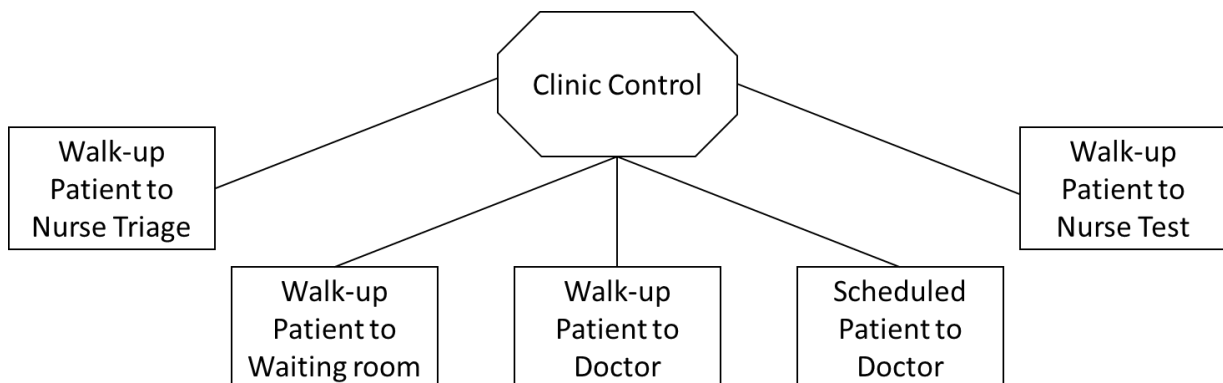 Clinic Control
Walk-up
Patient to
Nurse Triage
Walk-up
Patient to
Waiting room
Walk-up
Patient to
Doctor
Scheduled
Patient to
Doctor
Walk-up
Patient to
Nurse Test